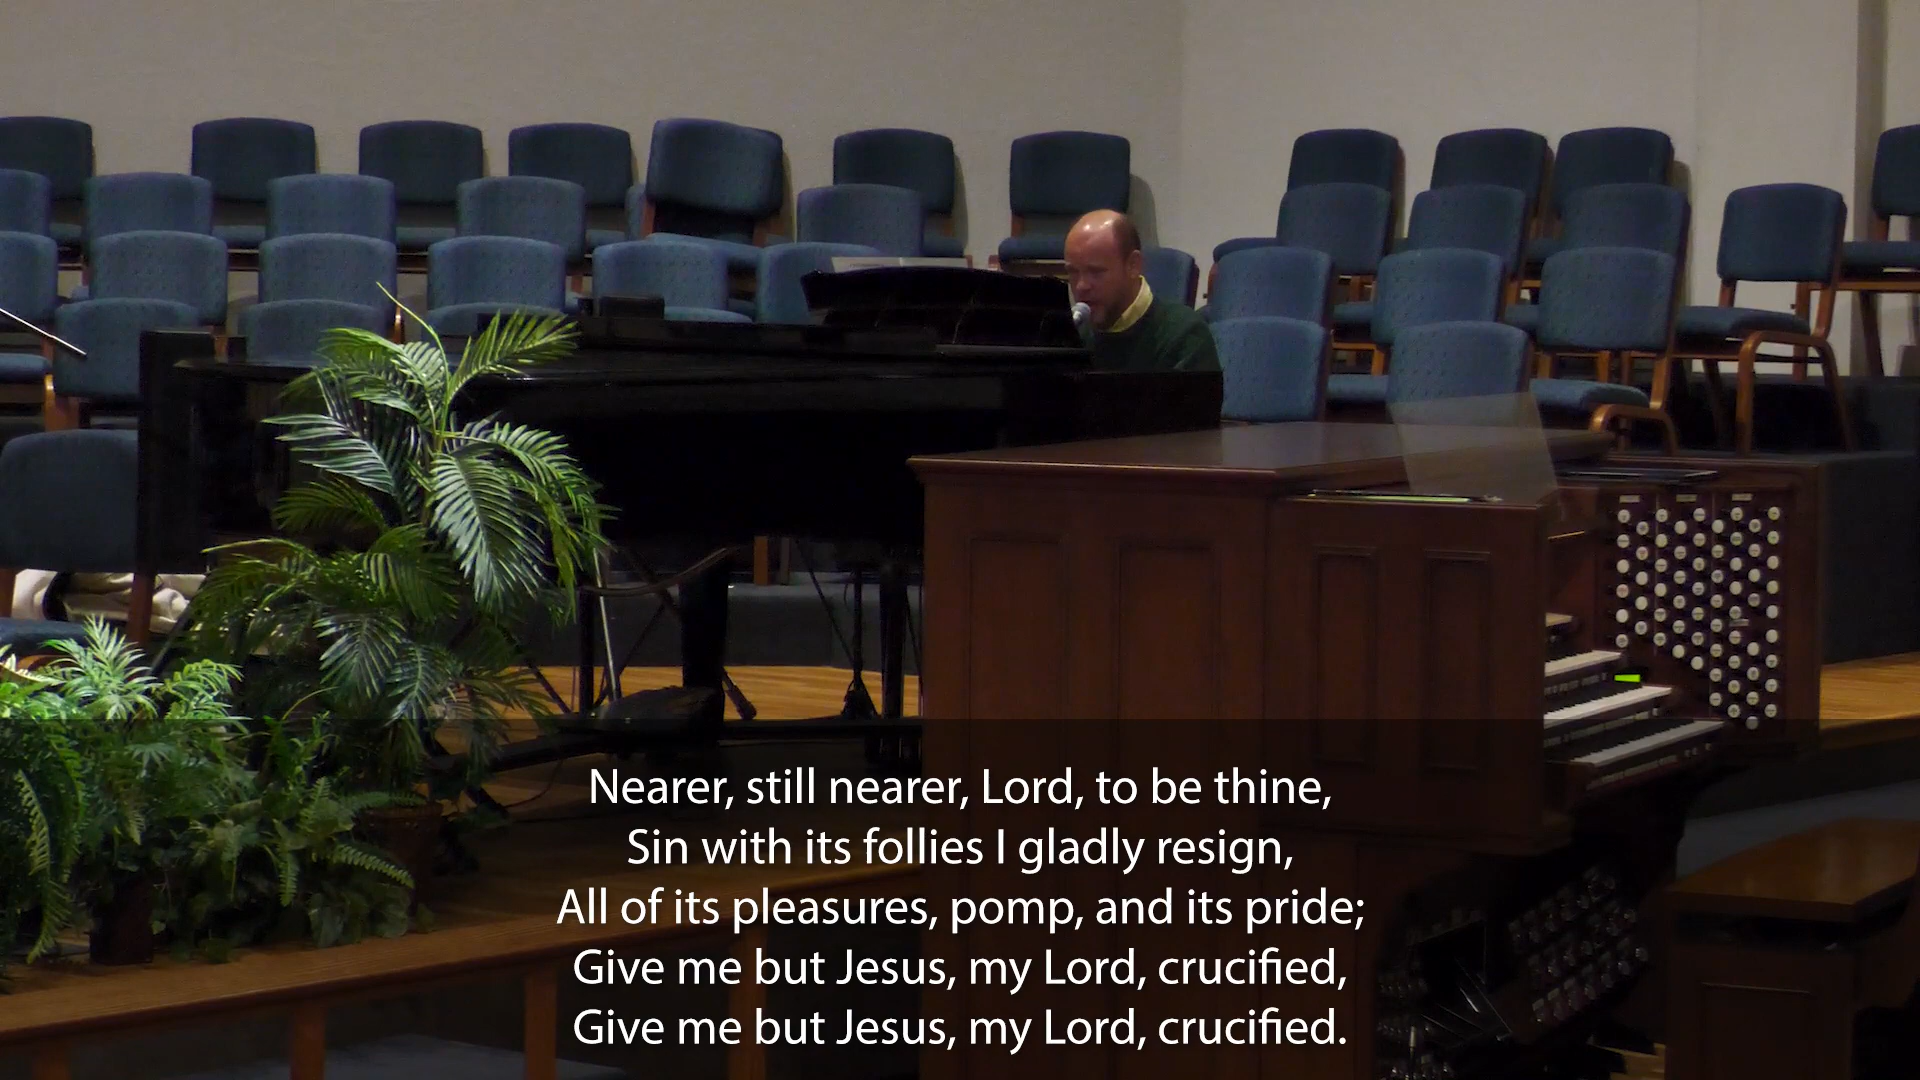 Nearer, still nearer, Lord, to be thine,
Sin with its follies I gladly resign,
All of its pleasures, pomp, and its pride;
Give me but Jesus, my Lord, crucified,
Give me but Jesus, my Lord, crucified.